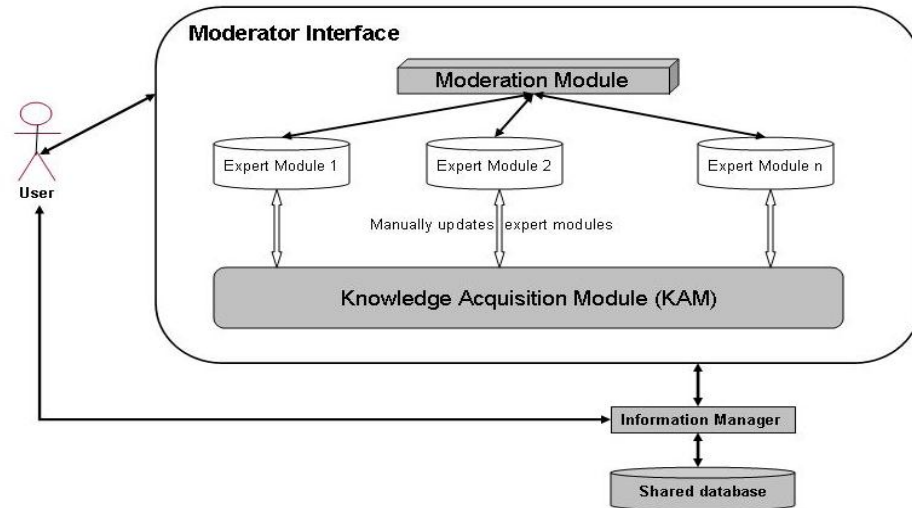 Moderator Interface
Moderation Module
Expert Module 1
Expert Module 2
Expert Module n
User
Manually updates expert modules
Knowledge Acquisition Module (KAM)
Information Manager
Shared database